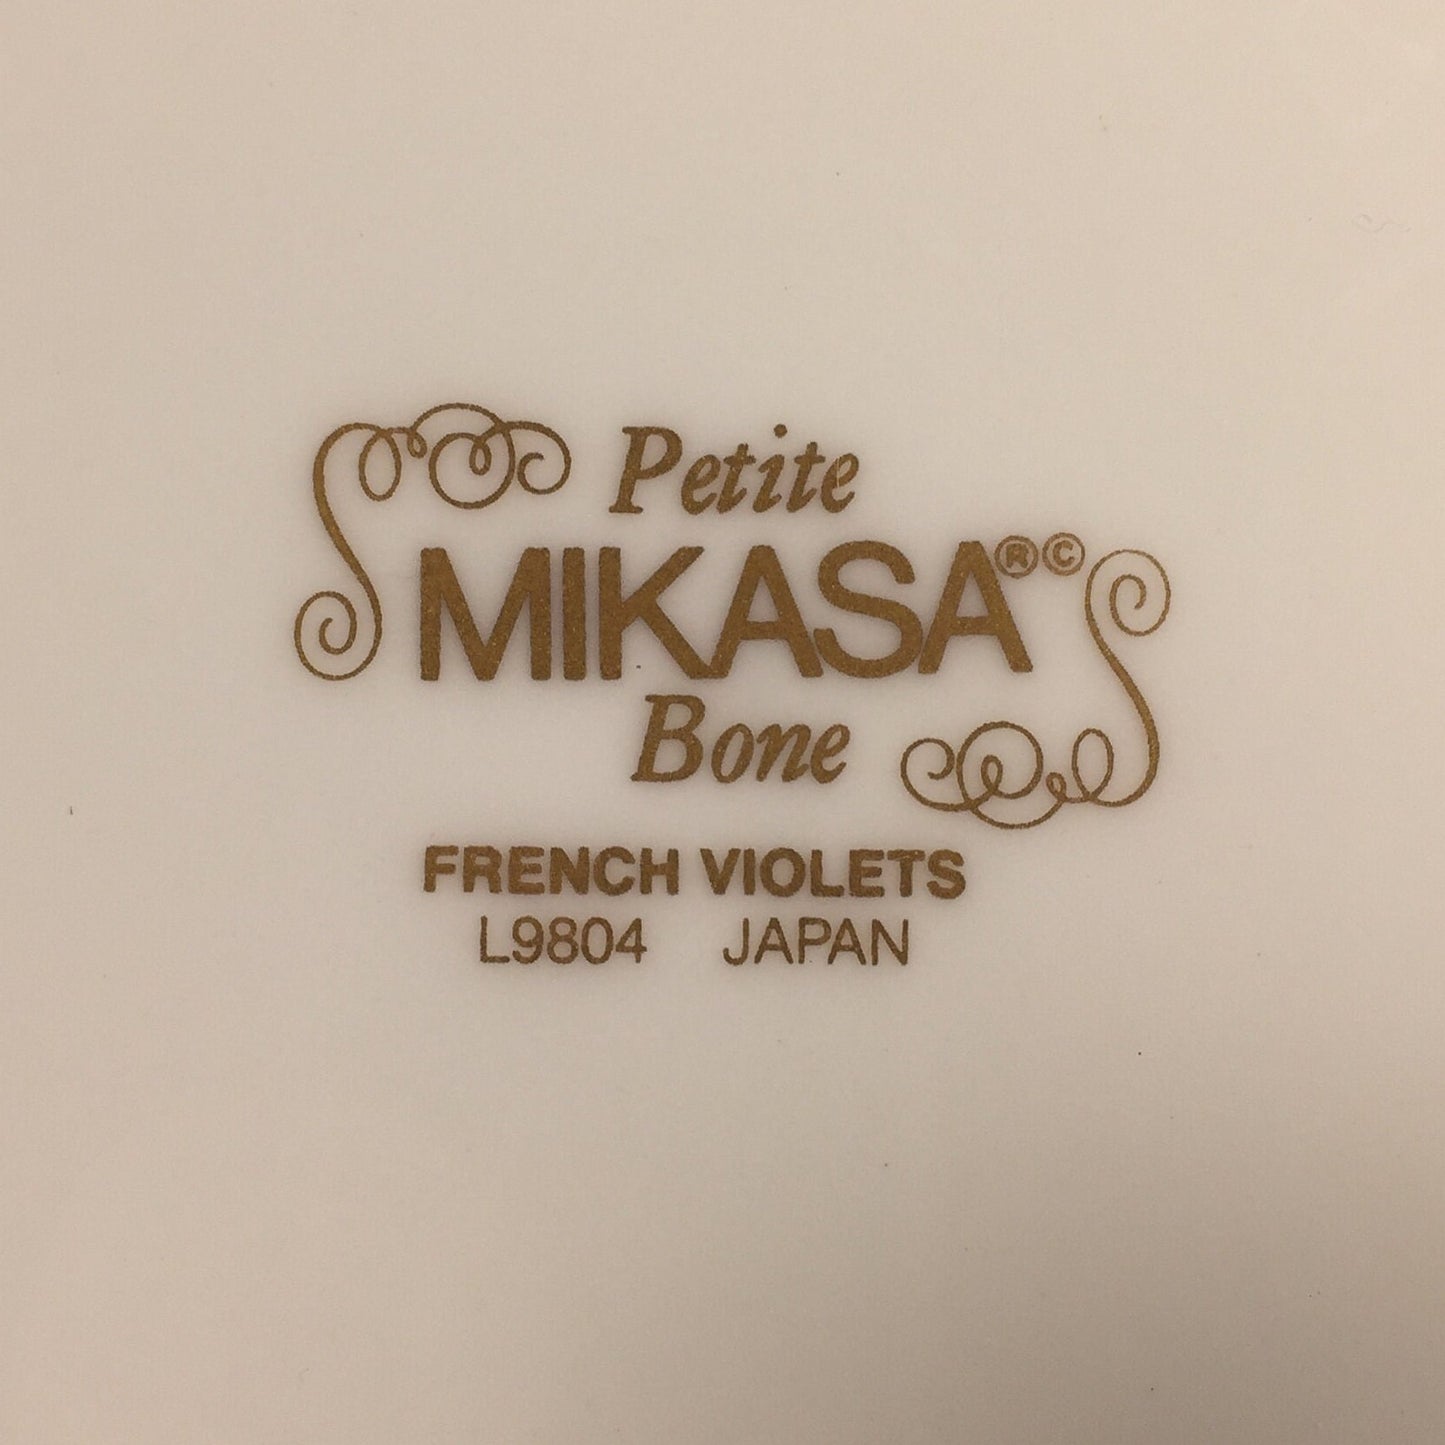 Petite
MIKASA®©
Bone
FRENCH VIOLETS
L9804 JAPAN